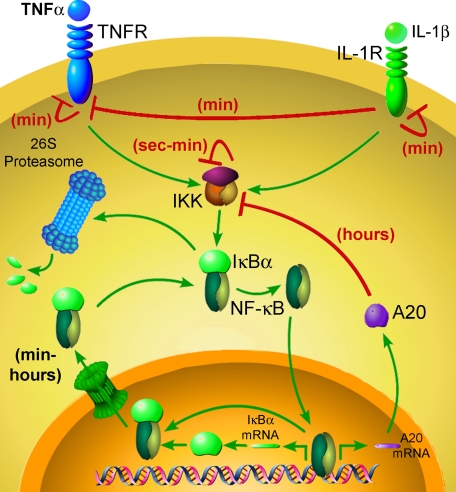 TNFα
TNFR
IL-1β
IL-1R
(min)
(min)
(min)
(sec-min)
26S
Proteasome
IKK
(hours)
IκBα
NF-κB
A20
(min-
hours)
IκBα
mRNA
A20
mRNA